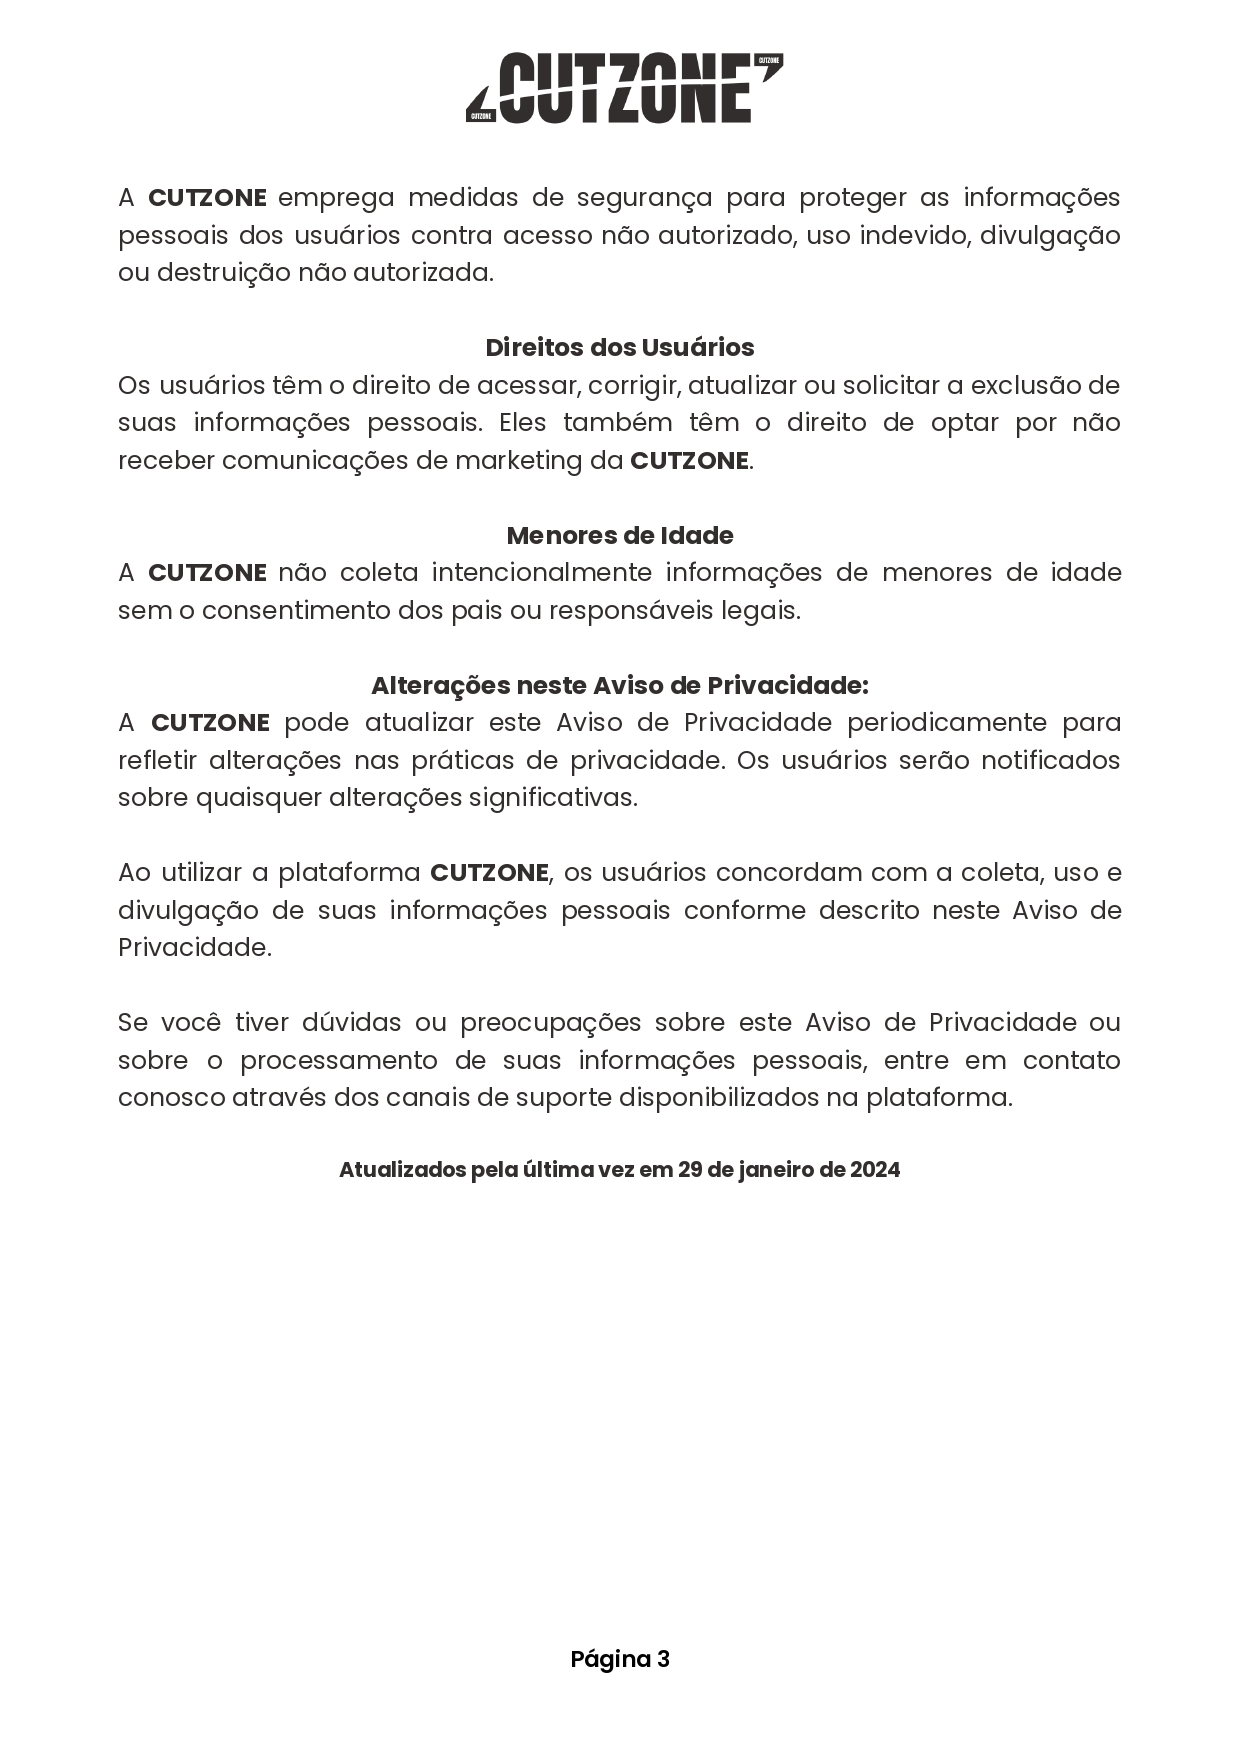 CUTZONE
CUTZONE
CUTZONE
A CUTZONE emprega medidas de segurança para proteger as informações
pessoais dos usuários contra acesso não autorizado, uso indevido, divulgação
ou destruição não autorizada.
Direitos dos Usuários
Os usuários têm o direito de acessar, corrigir, atualizar ou solicitar a exclusão de
suas informações pessoais. Eles também têm o direito de optar por não
receber comunicações de marketing da CUTZONE.
Menores de Idade
A CUTZONE não coleta intencionalmente informações de menores de idade
sem o consentimento dos pais ou responsáveis legais.
Alterações neste Aviso de Privacidade:
A CUTZONE pode atualizar este Aviso de Privacidade periodicamente para
refletir alterações nas práticas de privacidade. Os usuários serão notificados
sobre quaisquer alterações significativas.
Ao utilizar a plataforma CUTZONE, os usuários concordam com a coleta, uso e
divulgação de suas informações pessoais conforme descrito neste Aviso de
Privacidade.
Se você tiver dúvidas ou preocupações sobre este Aviso de Privacidade ou
sobre o processamento de suas informações pessoais, entre em contato
conosco através dos canais de suporte disponibilizados na plataforma.
Atualizados pela última vez em 29 de janeiro de 2024
Página 3